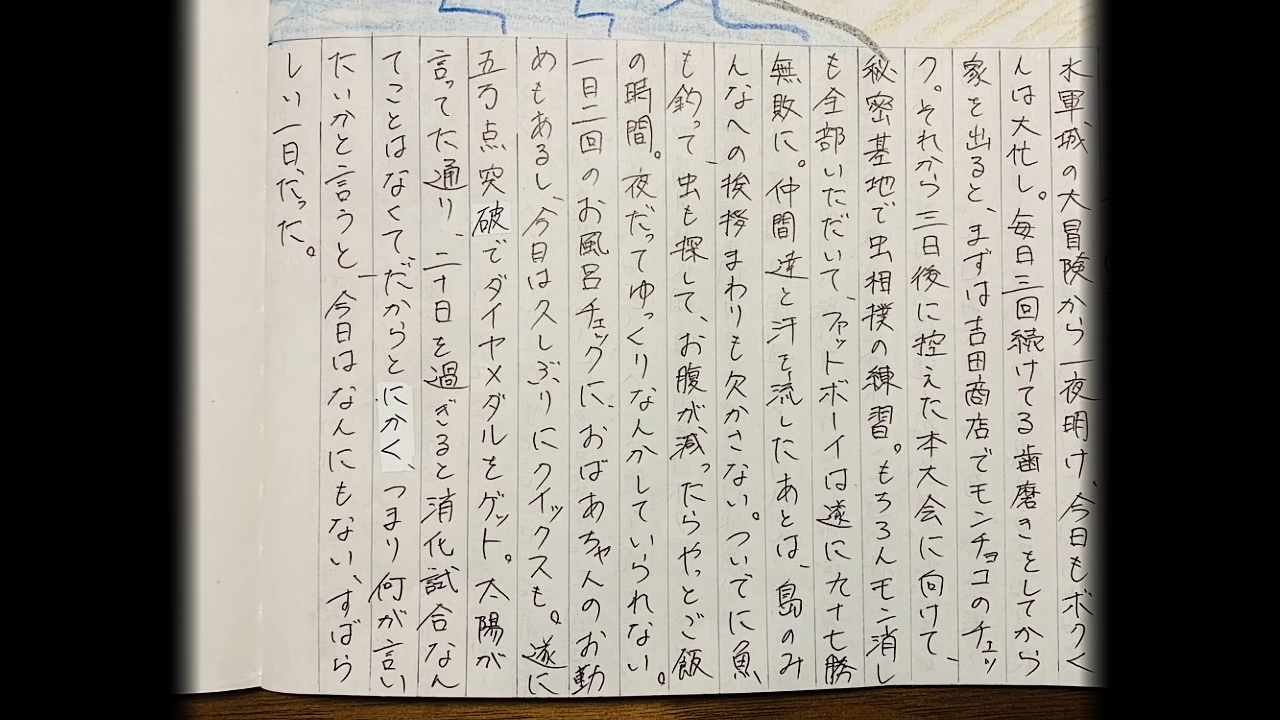 水軍城の大冒険から一夜明け、今日もボクく
んは大忙し。毎日三回続けてる歯磨きをしてから
家を出ると、まずは吉田商店でモンチョコのチェッ
ク。それから三日後に控えた本大会に向けて、
秘密基地で虫相撲の練習。もろろんモン消し
も全部いただいて、ファットボーイは遂に九十七勝
無敗に。仲間達と汗を流したあとは、島のみ
んなへの挨拶まわりも欠かさない。ついでに魚
も釣って、虫も探して、お腹が減ったらやっとご飯
の時間。夜だってゆっくりなんかしていられない。
一日二回のお風呂チェックに、おばあちゃんのお勤
めもあるし、今日は久しぶりにクイックスも。遂に
五万点突破でダイヤメダルをゲット。太陽が
言ってた通り、二十日を過ぎると消化試合なん
てことはなくて、だからとにかく、つまり何が言い
たいかと言うと、今日はなんにもない、すばら
しい一日、だった。